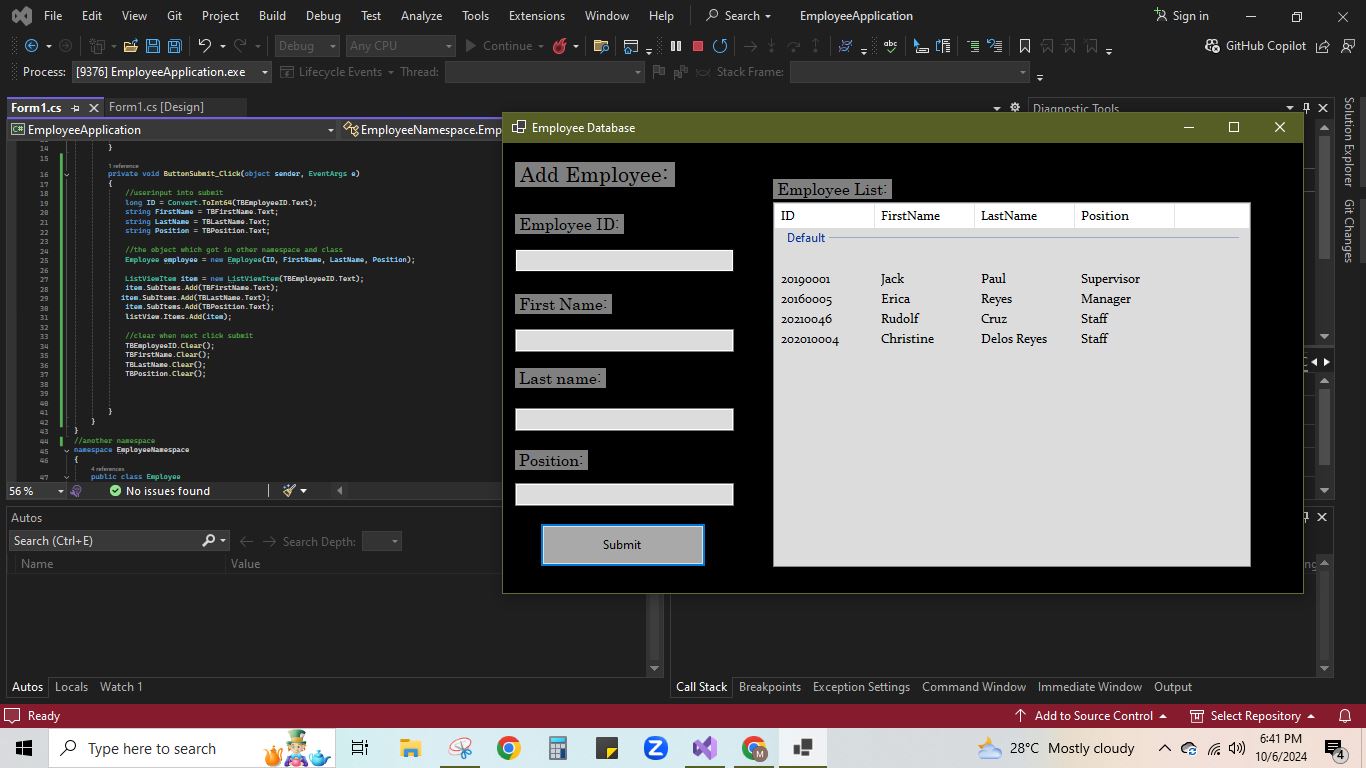 File Edit View Git Project Build Debug Test Analyze Tools Extensions Window Help Search EmployeeApplication Sign in
Debug Any CPU Continue GitHub Copilot
Process: [9376] EmployeeApplication.exe Lifecycle Events Thread: Stack Frame:
Form1.cs Form1.cs [Design] Diagnostic Tools
EmployeeApplication EmployeeNamespace.Emp
14 }
15
1 reference
16 private void ButtonSubmit_Click(object sender, EventArgs e)
17 {
18 //userinput into submit
19 long ID = Convert.ToInt64(TBEmployeeID.Text);
20 string FirstName = TBFirstName.Text;
21 string LastName = TBLastName.Text;
22 string Position = TBPosition.Text;
23
24 //the object which got in other namespace and class
25 Employee employee = new Employee(ID, FirstName, LastName, Position);
26
27 ListViewItem item = new ListViewItem(TBEmployeeID.Text);
28 item.SubItems.Add(TBFirstName.Text);
29 item.SubItems.Add(TBLastName.Text);
30 item.SubItems.Add(TBPosition.Text);
31 listView.Items.Add(item);
32
33 //clear when next click submit
34 TBEmployeeID.Clear();
35 TBFirstName.Clear();
36 TBLastName.Clear();
37 TBPosition.Clear();
38
39
40
41 }
42 }
43 }
44 //another namespace
45 namespace EmployeeNamespace
46 {
4 references
47 public class Employee
56 % No issues found
Employee Database
Add Employee:
Employee ID:
First Name:
Last name:
Position:
Submit
Employee List:
ID FirstName LastName Position
Default
20190001 Jack Paul Supervisor
20160005 Erica Reyes Manager
20210046 Rudolf Cruz Staff
202010004 Christine Delos Reyes Staff
Solution Explorer
Git Changes
Autos
Search (Ctrl+E) Search Depth:
Name Value
Autos Locals Watch 1
Call Stack Breakpoints Exception Settings Command Window Immediate Window Output
Ready Add to Source Control Select Repository
Type here to search
M
28°C Mostly cloudy
6:41 PM
10/6/2024
4